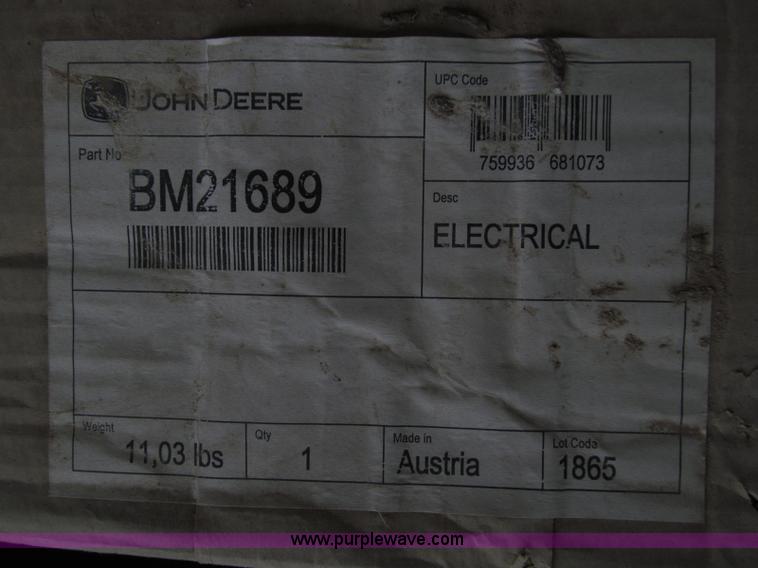 JOHN DEERE
UPC Code
759936 681073
Part No
BM21689
Desc
ELECTRICAL
Weight
11,03 lbs
Qty
1
Made in
Austria
Lot Code
1865
www.purplewave.com